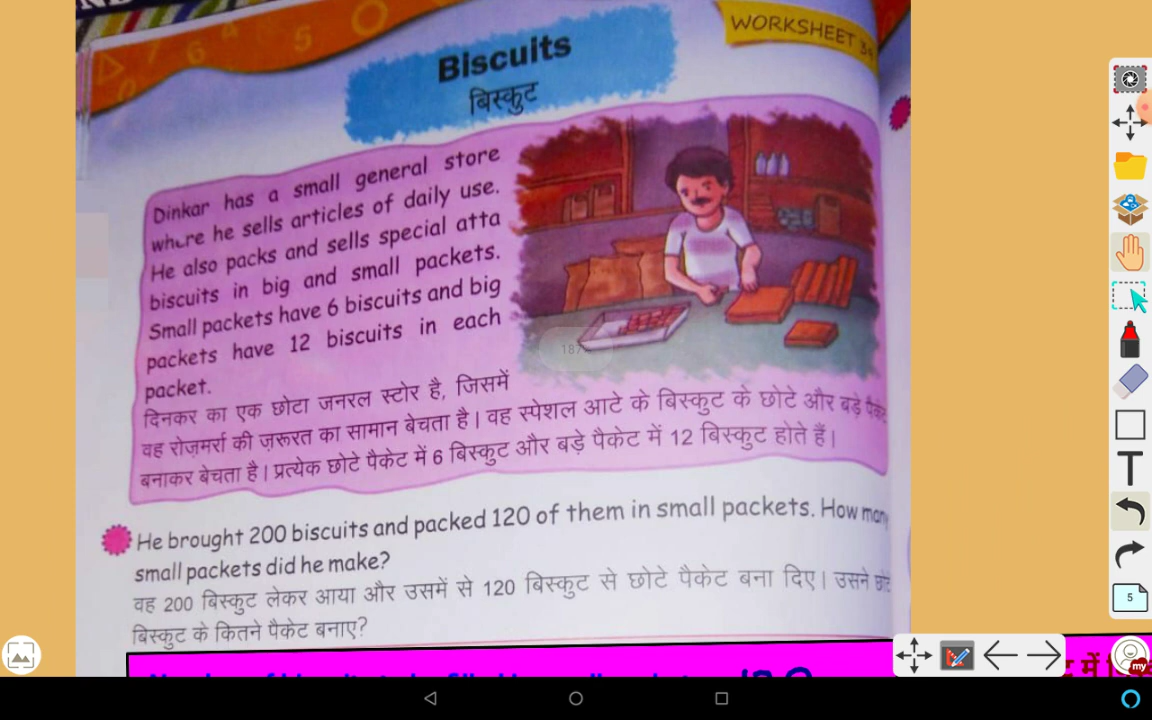 WORKSHEET
Biscuits
बिस्कुट
Dinkar has a small general store
where he sells articles of daily use.
He also packs and sells special atta
biscuits in big and small packets.
Small packets have 6 biscuits and big
packets have 12 biscuits in each
packet.
दिनकर का एक छोटा जनरल स्टोर है, जिसमें
वह रोज़मर्रा की ज़रूरत का सामान बेचता है। वह स्पेशल आटे के बिस्कुट के छोटे और बड़े
बनाकर बेचता है। प्रत्येक छोटे पैकेट में 6 बिस्कुट और बड़े पैकेट में 12 बिस्कुट होते हैं।
He brought 200 biscuits and packed 120 of them in small packets. How many
small packets did he make?
वह 200 बिस्कुट लेकर आया और उसमें से 120 बिस्कुट से छोटे पैकेट बना दिए। उसने
बिस्कुट के कितने पैकेट बनाए?
T
5
my